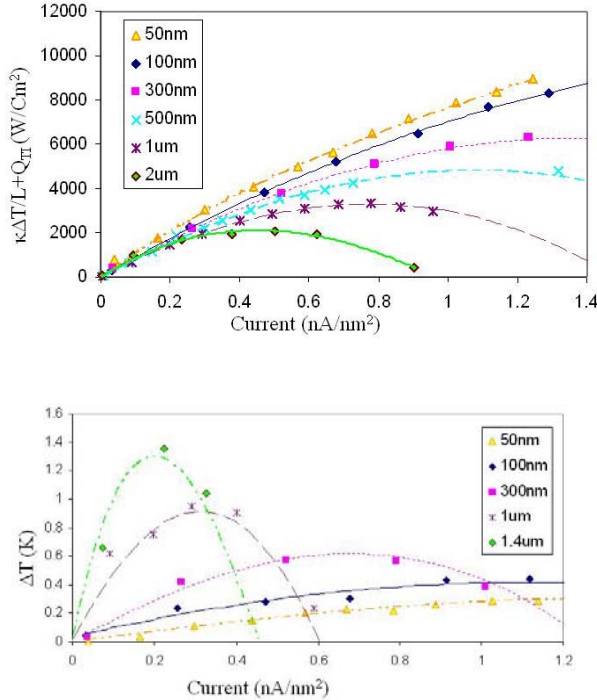 12000
10000
8000
6000
4000
2000
0
κΔT/L+Q_TI (W/Cm²)
50nm
100nm
300nm
500nm
1um
2um
0 0.2 0.4 0.6 0.8 1 1.2 1.4
Current (nA/nm²)
1.6
1.4
1.2
1
0.8
0.6
0.4
0.2
0
ΔT (K)
50nm
100nm
300nm
1um
1.4um
0 0.2 0.4 0.6 0.8 1 1.2
Current (nA/nm²)